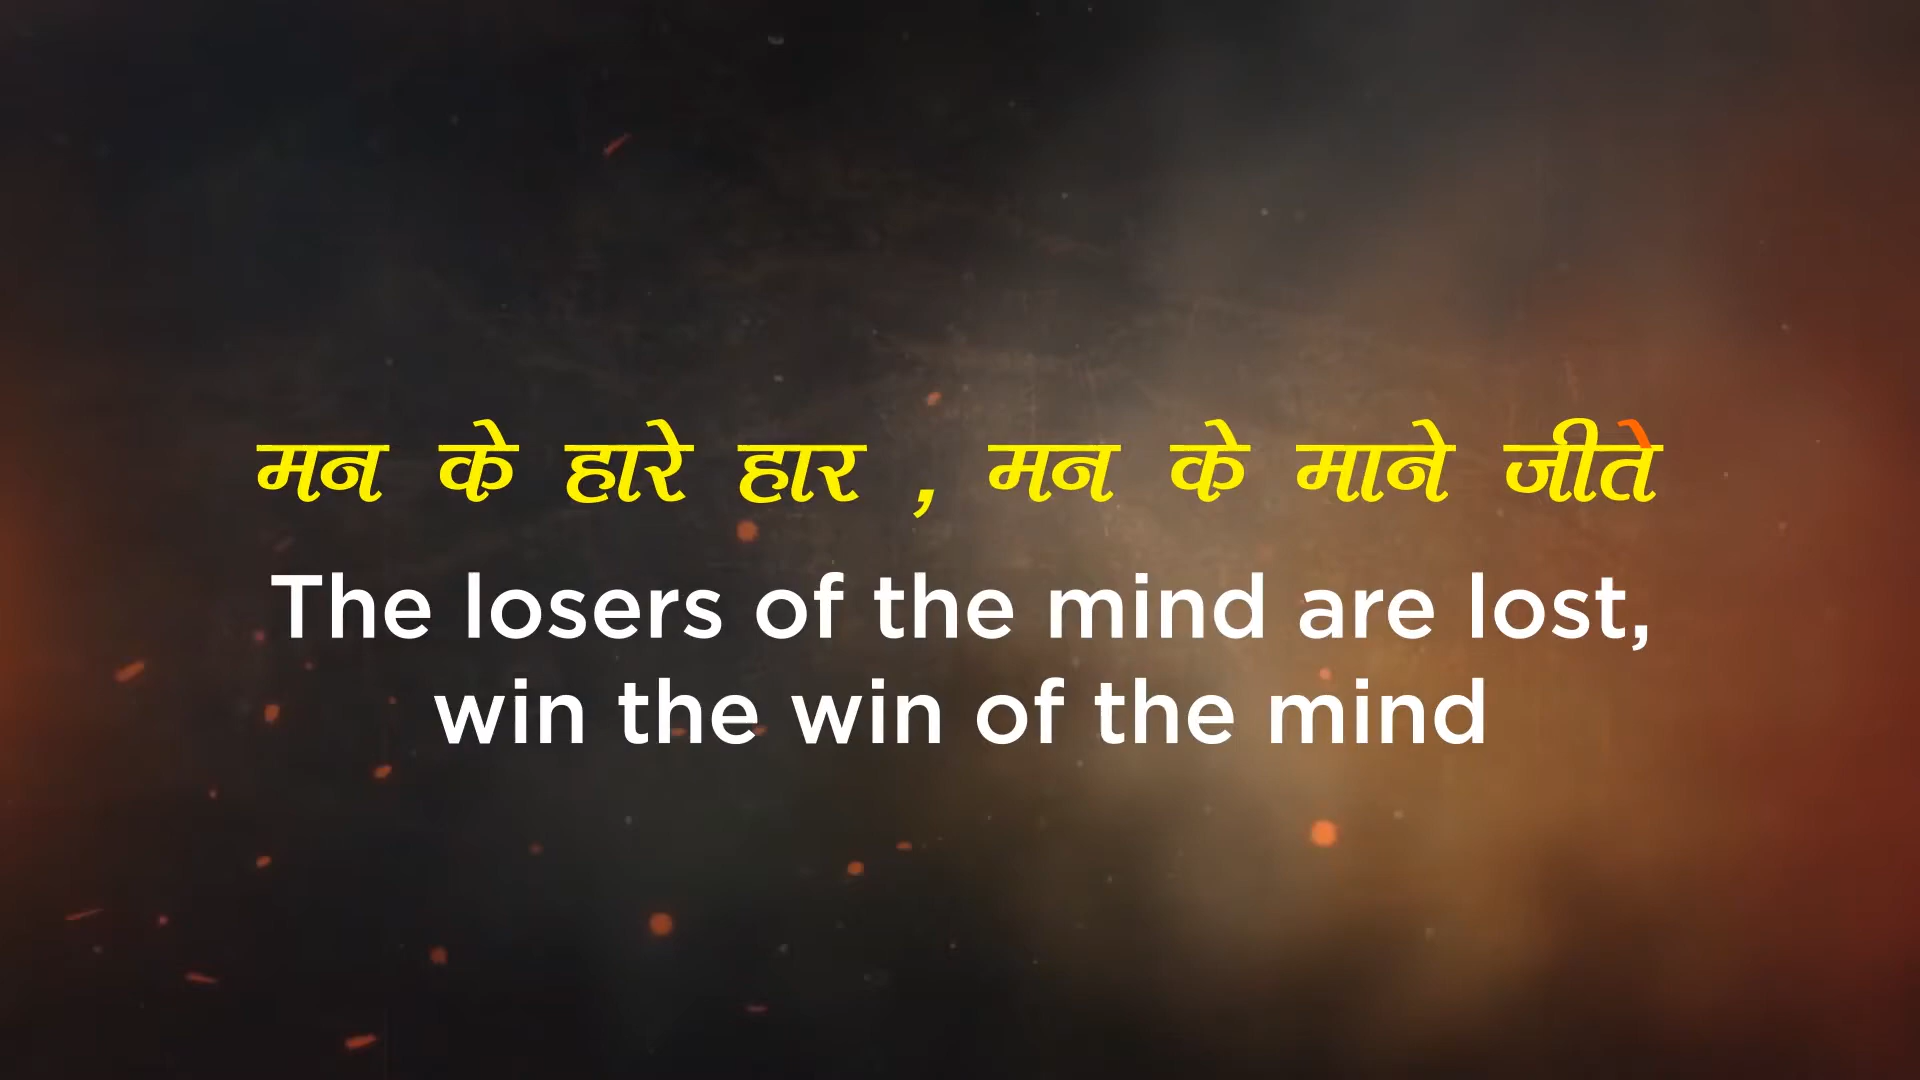 मन के हारे हार , मन के माने जीते
The losers of the mind are lost,
win the win of the mind